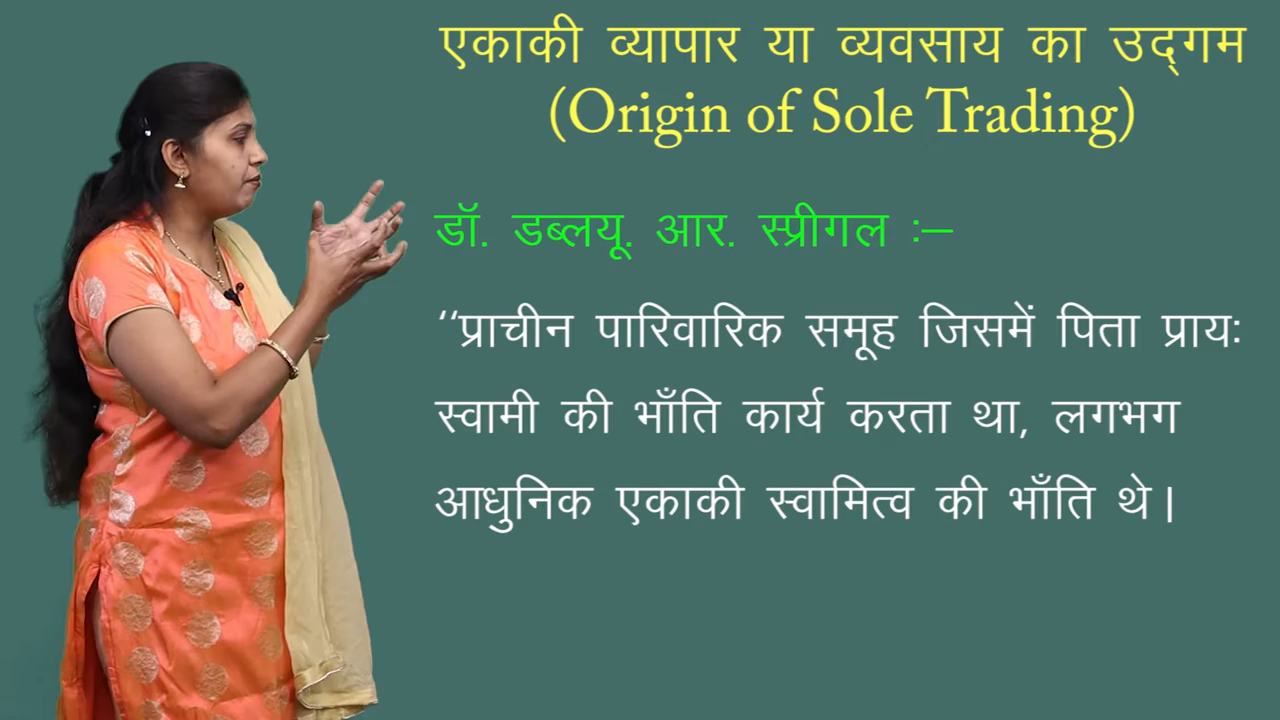 एकाकी व्यापार या व्यवसाय का उद्‌गम
(Origin of Sole Trading)
डॉ. डब्लयू. आर. स्प्रीगल :–
‘‘प्राचीन पारिवारिक समूह जिसमें पिता प्रायः
स्वामी की भाँति कार्य करता था, लगभग
आधुनिक एकाकी स्वामित्व की भाँति थे।